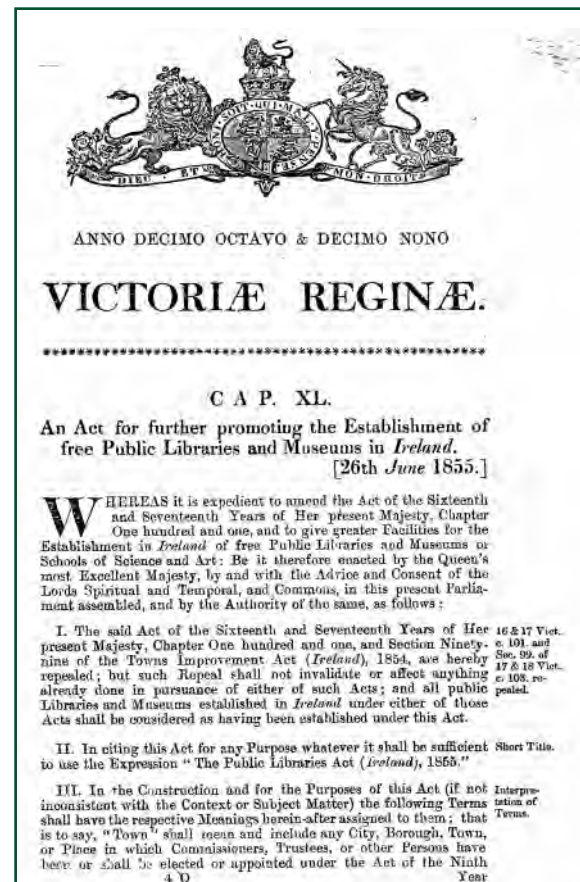 HONI · SOIT · QUI · MAL · Y · PENSE
DIEU · ET · MON · DROIT
ANNO DECIMO OCTAVO & DECIMO NONO
VICTORIÆ REGINÆ.
CAP. XL.
An Act for further promoting the Establishment of
free Public Libraries and Museums in Ireland.
[26th June 1855.]
WHEREAS it is expedient to amend the Act of the Sixteenth
and Seventeenth Years of Her present Majesty, Chapter
One hundred and one, and to give greater Facilities for the
Establishment in Ireland of free Public Libraries and Museums or
Schools of Science and Art: Be it therefore enacted by the Queen's
most Excellent Majesty, by and with the Advice and Consent of the
Lords Spiritual and Temporal, and Commons, in this present Parlia-
ment assembled, and by the Authority of the same, as follows:
I. The said Act of the Sixteenth and Seventeenth Years of Her
present Majesty, Chapter One hundred and one, and Section Ninety-
nine of the Towns Improvement Act (Ireland), 1854, are hereby
repealed; but such Repeal shall not invalidate or affect anything
already done in pursuance of either of such Acts; and all public
Libraries and Museums established in Ireland under either of those
Acts shall be considered as having been established under this Act.
16 & 17 Vict.
c. 101. and
Sec. 99. of
17 & 18 Vict.
c. 103. re-
pealed.
II. In citing this Act for any Purpose whatever it shall be sufficient
to use the Expression "The Public Libraries Act (Ireland), 1855."
Short Title.
III. In the Construction and for the Purposes of this Act (if not
inconsistent with the Context or Subject Matter) the following Terms
shall have the respective Meanings herein-after assigned to them; that
is to say, "Town" shall mean and include any City, Borough, Town,
or Place in which Commissioners, Trustees, or other Persons have
been or shall be elected or appointed under the Act of the Ninth
Interpre-
tation of
Terms.
4 D
Year